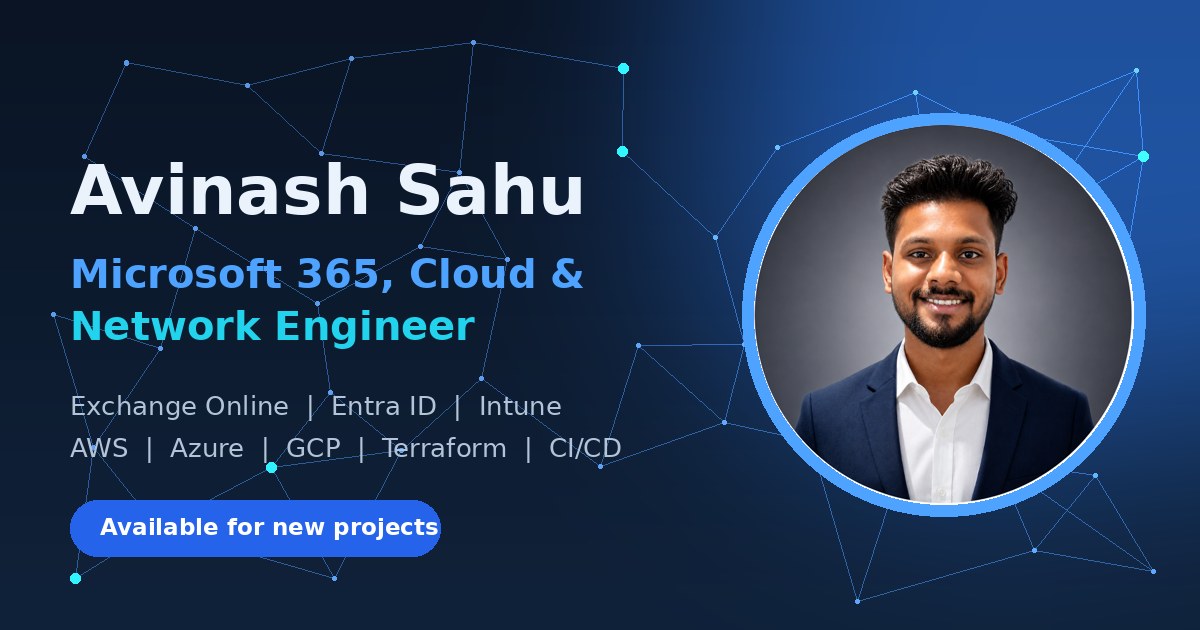 Avinash Sahu
Microsoft 365, Cloud &
Network Engineer
Exchange Online | Entra ID | Intune
AWS | Azure | GCP | Terraform | CI/CD
Available for new projects